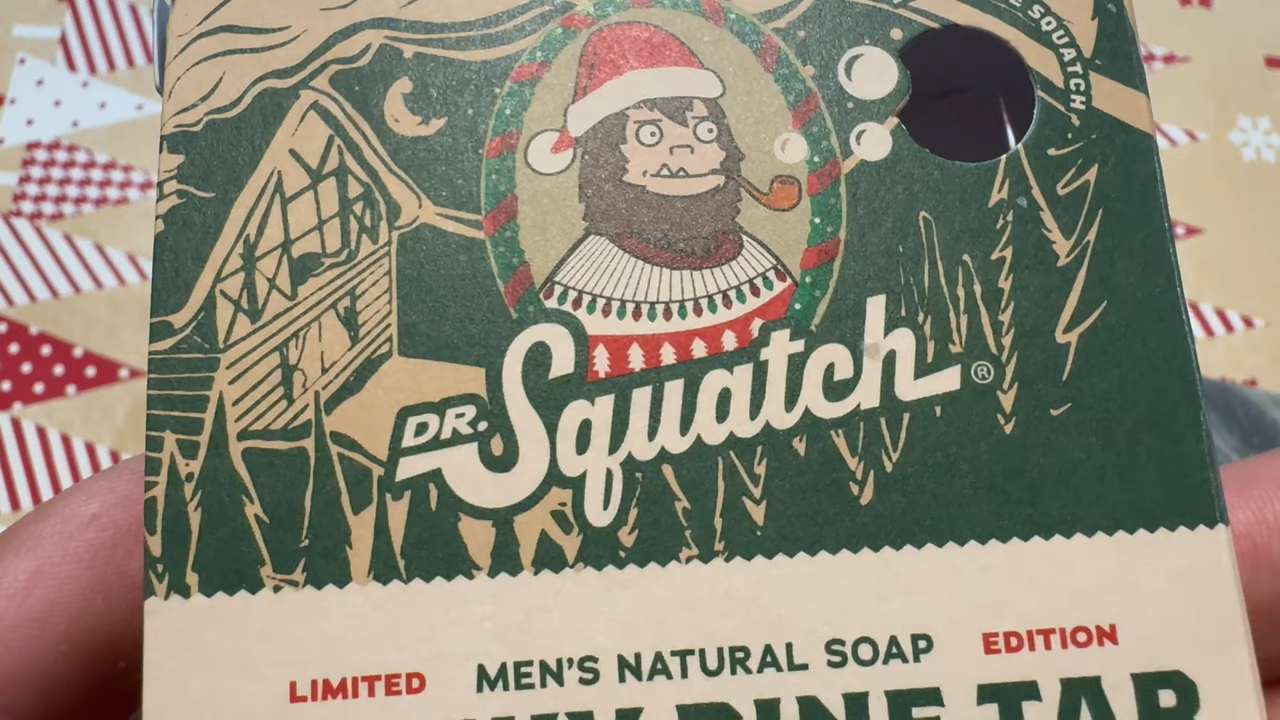 SQUATCH
DR. Squatch®
LIMITED MEN'S NATURAL SOAP EDITION
PINE TAR